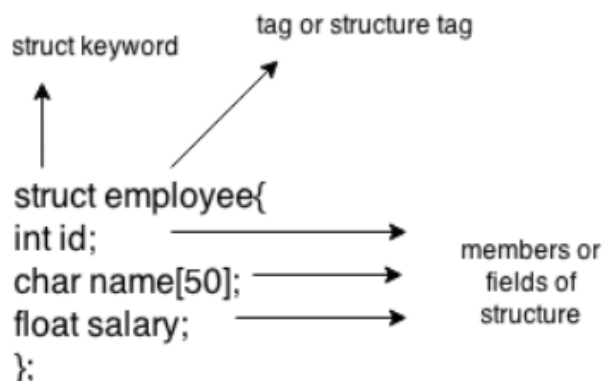 struct keyword
tag or structure tag
struct employee{
int id;
char name[50];
float salary;
};
members or
fields of
structure